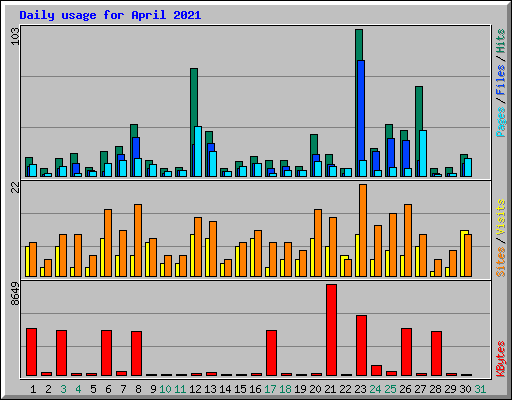 Daily usage for April 2021
103
Pages / Files / Hits
22
Sites / Visits
8649
KBytes
1 2 3 4 5 6 7 8 9 10 11 12 13 14 15 16 17 18 19 20 21 22 23 24 25 26 27 28 29 30 31